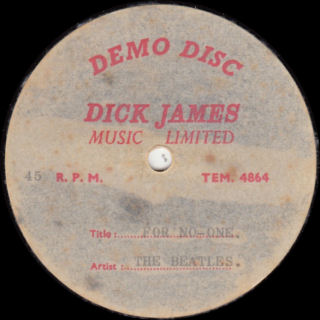 DEMO DISC
DICK JAMES
MUSIC LIMITED
45 R. P. M. TEM. 4864
Title :......FOR NO-ONE.
Artist :...THE BEATLES.